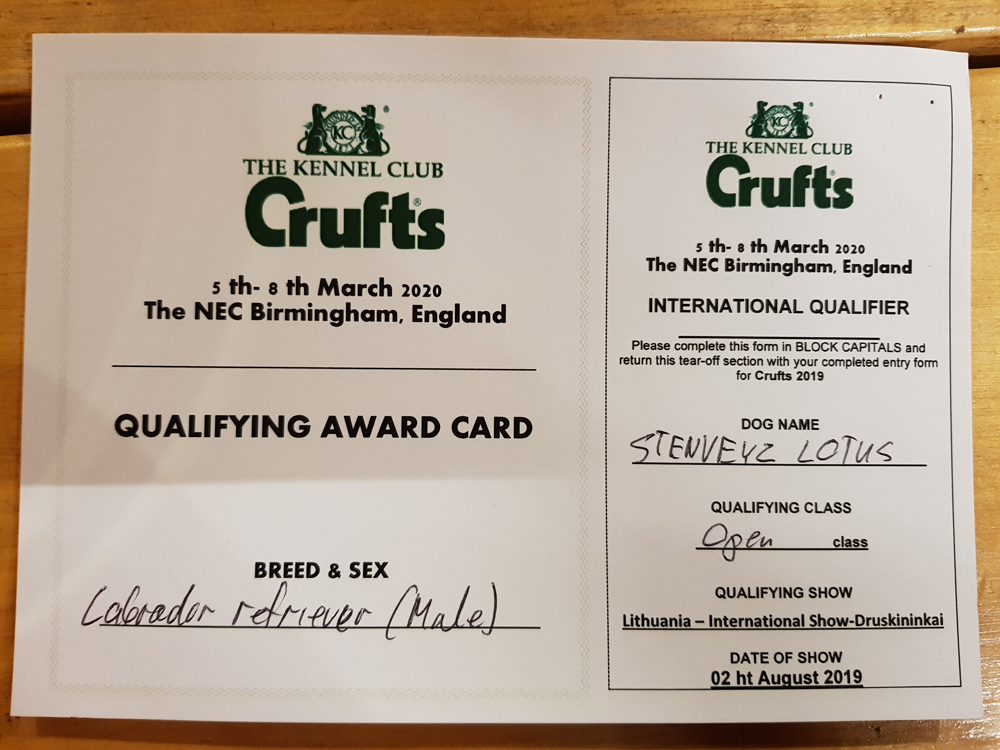 THE KENNEL CLUB
Crufts
5 th- 8 th March 2020
The NEC Birmingham, England
QUALIFYING AWARD CARD
BREED & SEX
Labrador retriever (Male)
THE KENNEL CLUB
Crufts
5 th- 8 th March 2020
The NEC Birmingham, England
INTERNATIONAL QUALIFIER
Please complete this form in BLOCK CAPITALS and
return this tear-off section with your completed entry form
for Crufts 2019
DOG NAME
STENVEYZ LOTUS
QUALIFYING CLASS
Open class
QUALIFYING SHOW
Lithuania – International Show-Druskininkai
DATE OF SHOW
02 ht August 2019